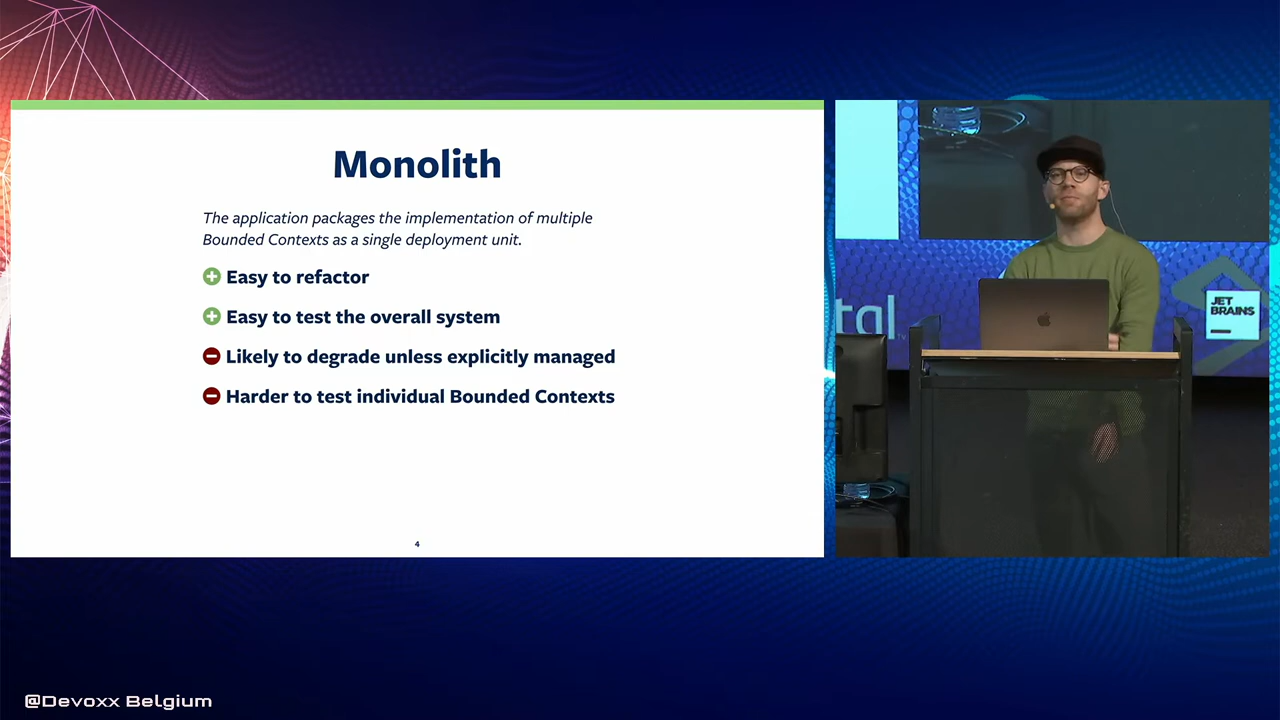 Monolith
The application packages the implementation of multiple
Bounded Contexts as a single deployment unit.
Easy to refactor
Easy to test the overall system
Likely to degrade unless explicitly managed
Harder to test individual Bounded Contexts
4
tal
JET
BRAINS
@Devoxx Belgium